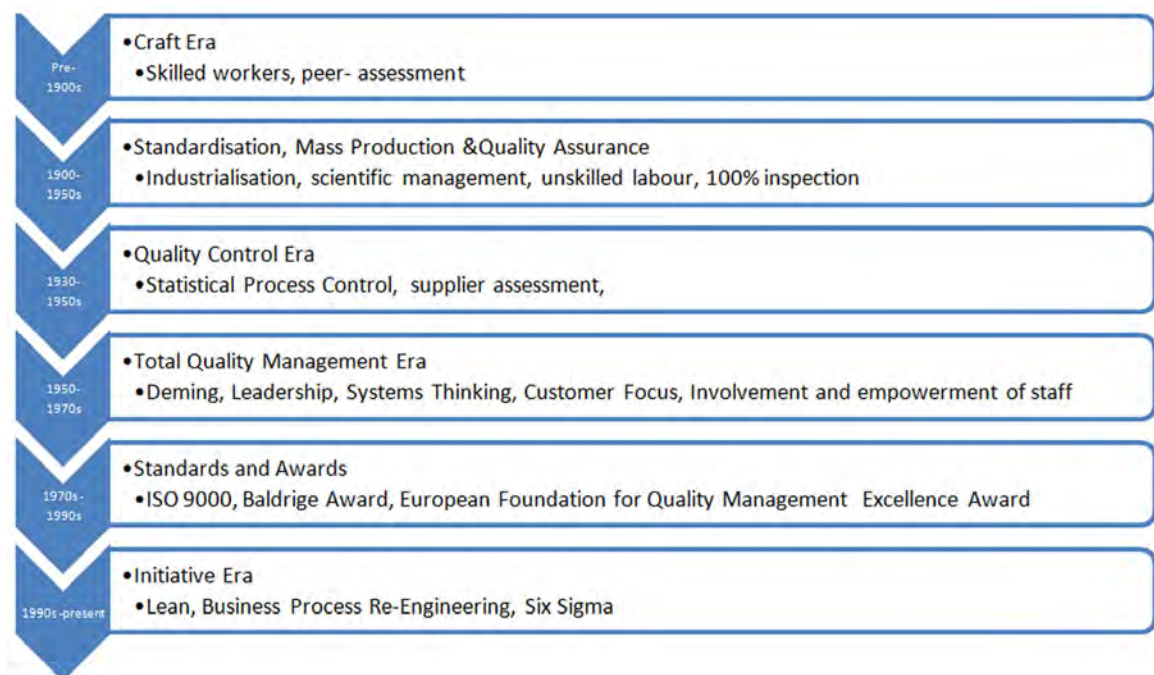 Pre-
1900s
•Craft Era
•Skilled workers, peer- assessment
1900-
1950s
•Standardisation, Mass Production &Quality Assurance
•Industrialisation, scientific management, unskilled labour, 100% inspection
1930-
1950s
•Quality Control Era
•Statistical Process Control, supplier assessment,
1950-
1970s
•Total Quality Management Era
•Deming, Leadership, Systems Thinking, Customer Focus, Involvement and empowerment of staff
1970s-
1990s
•Standards and Awards
•ISO 9000, Baldrige Award, European Foundation for Quality Management Excellence Award
1990s-present
•Initiative Era
•Lean, Business Process Re-Engineering, Six Sigma